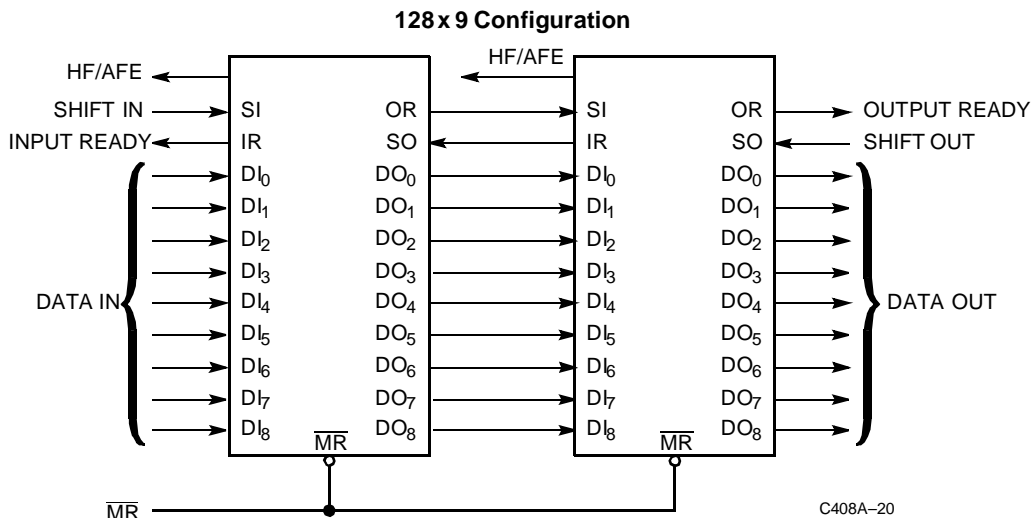 128 x 9 Configuration
HF/AFE HF/AFE
SHIFT IN SI OR SI OR OUTPUT READY
INPUT READY IR SO IR SO SHIFT OUT
DI0 DO0 DI0 DO0
DI1 DO1 DI1 DO1
DI2 DO2 DI2 DO2
DI3 DO3 DI3 DO3
DATA IN DI4 DO4 DI4 DO4 DATA OUT
DI5 DO5 DI5 DO5
DI6 DO6 DI6 DO6
DI7 DO7 DI7 DO7
DI8 DO8 DI8 DO8
M̅R̅ M̅R̅
M̅R̅ C408A–20